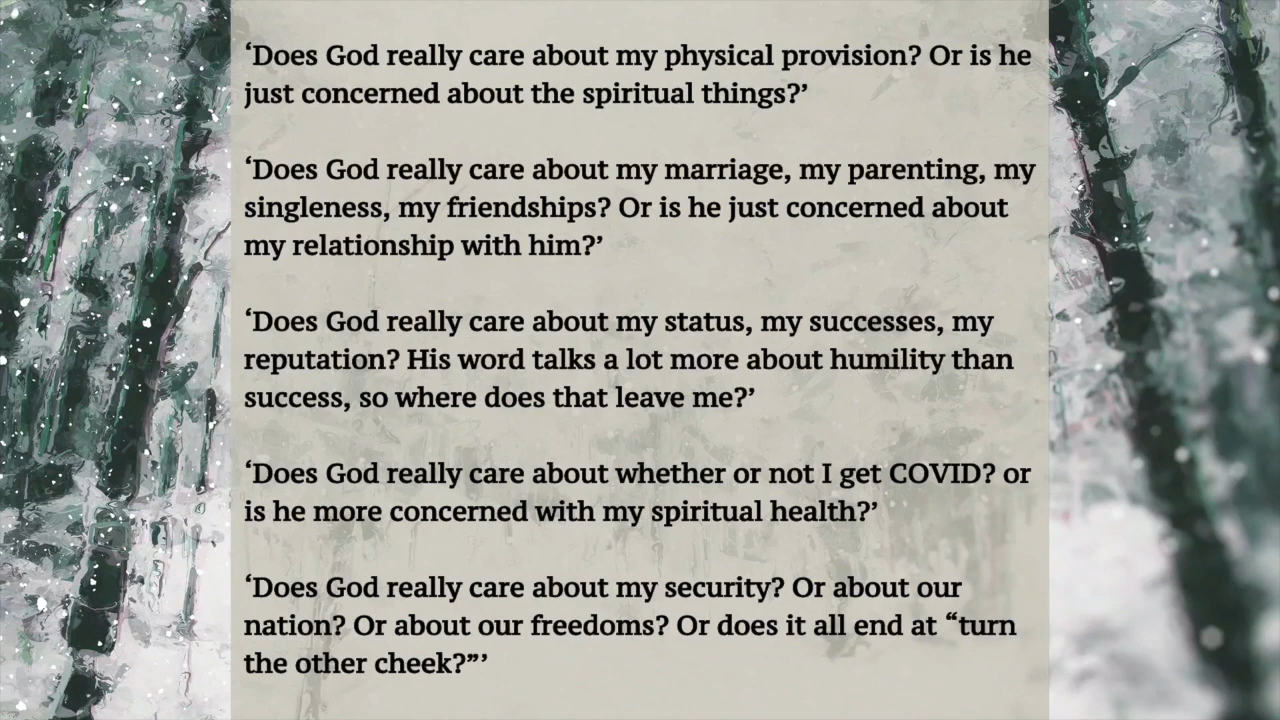 ‘Does God really care about my physical provision? Or is he
just concerned about the spiritual things?’
‘Does God really care about my marriage, my parenting, my
singleness, my friendships? Or is he just concerned about
my relationship with him?’
‘Does God really care about my status, my successes, my
reputation? His word talks a lot more about humility than
success, so where does that leave me?’
‘Does God really care about whether or not I get COVID? or
is he more concerned with my spiritual health?’
‘Does God really care about my security? Or about our
nation? Or about our freedoms? Or does it all end at “turn
the other cheek?”’